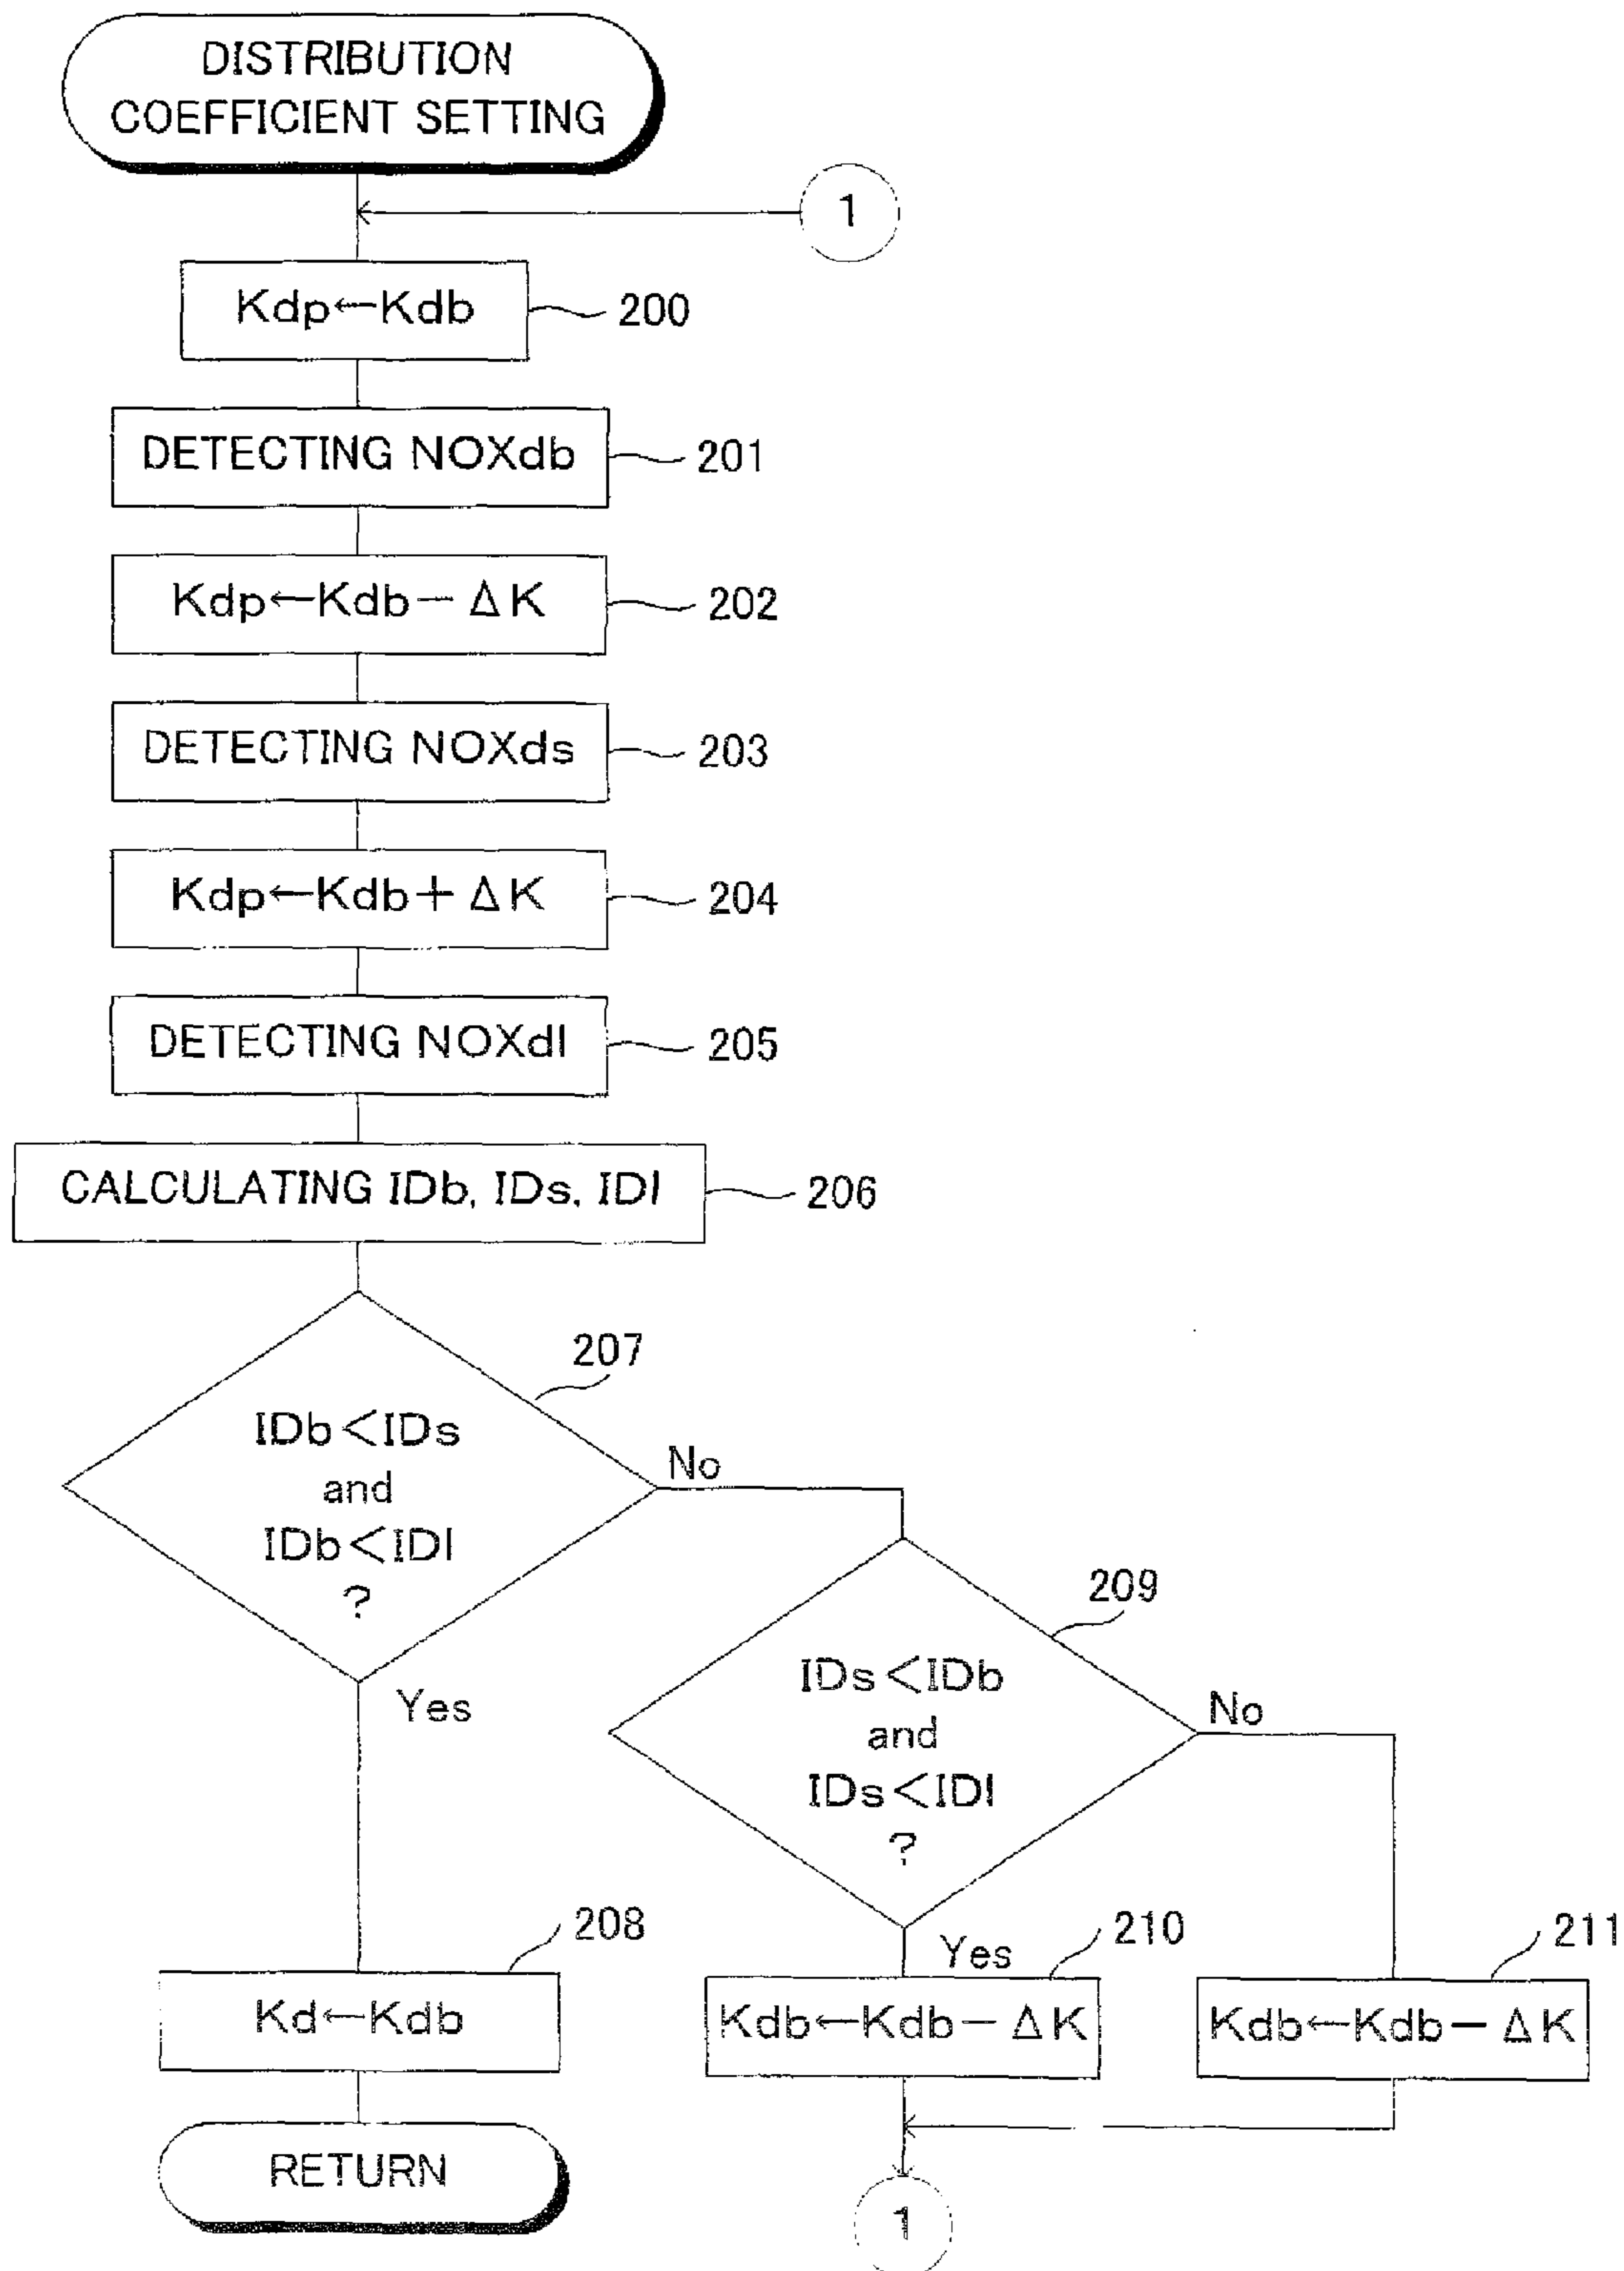 DISTRIBUTION
COEFFICIENT SETTING
1
Kdp←Kdb
200
DETECTING NOXdb
201
Kdp←Kdb－ΔK
202
DETECTING NOXds
203
Kdp←Kdb＋ΔK
204
DETECTING NOXdl
205
CALCULATING IDb, IDs, IDl
206
207
IDb＜IDs
and
IDb＜IDl
?
No
Yes
209
IDs＜IDb
and
IDs＜IDl
?
No
Yes
208
Kd←Kdb
210
Kdb←Kdb－ΔK
211
Kdb←Kdb－ΔK
RETURN
1